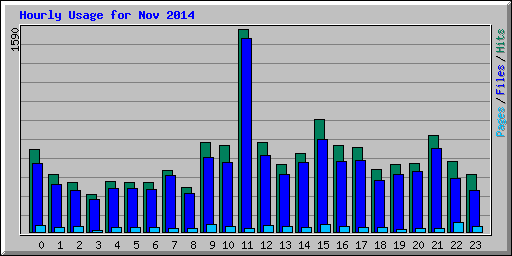 Hourly Usage for Nov 2014
1590
Pages / Files / Hits
0 1 2 3 4 5 6 7 8 9 10 11 12 13 14 15 16 17 18 19 20 21 22 23